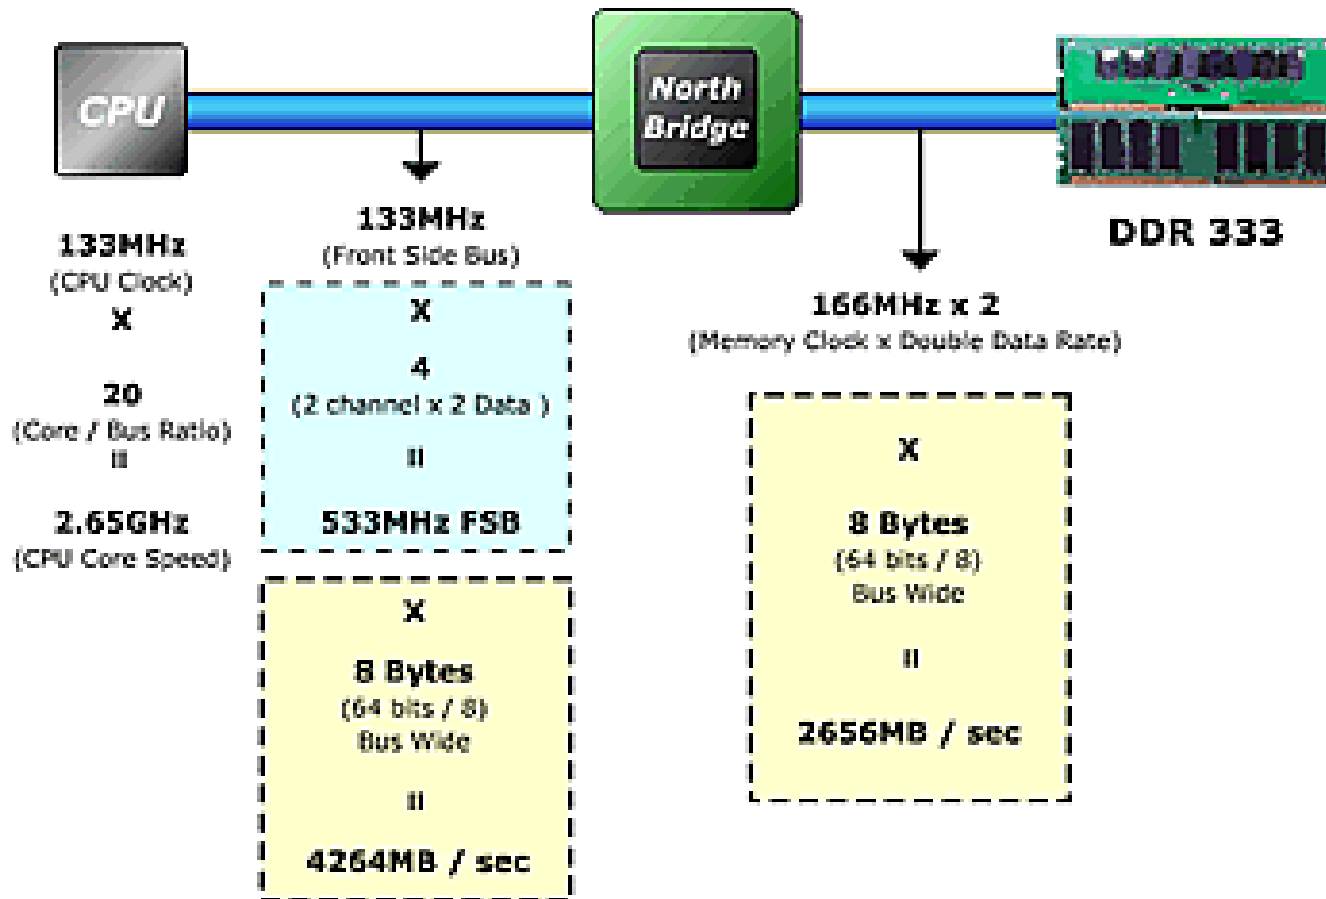 CPU
North
Bridge
DDR 333
133MHz
(CPU Clock)
X
20
(Core / Bus Ratio)
=
2.65GHz
(CPU Core Speed)
133MHz
(Front Side Bus)
X
4
(2 channel x 2 Data )
=
533MHz FSB
X
8 Bytes
(64 bits / 8)
Bus Wide
=
4264MB / sec
166MHz x 2
(Memory Clock x Double Data Rate)
X
8 Bytes
(64 bits / 8)
Bus Wide
=
2656MB / sec